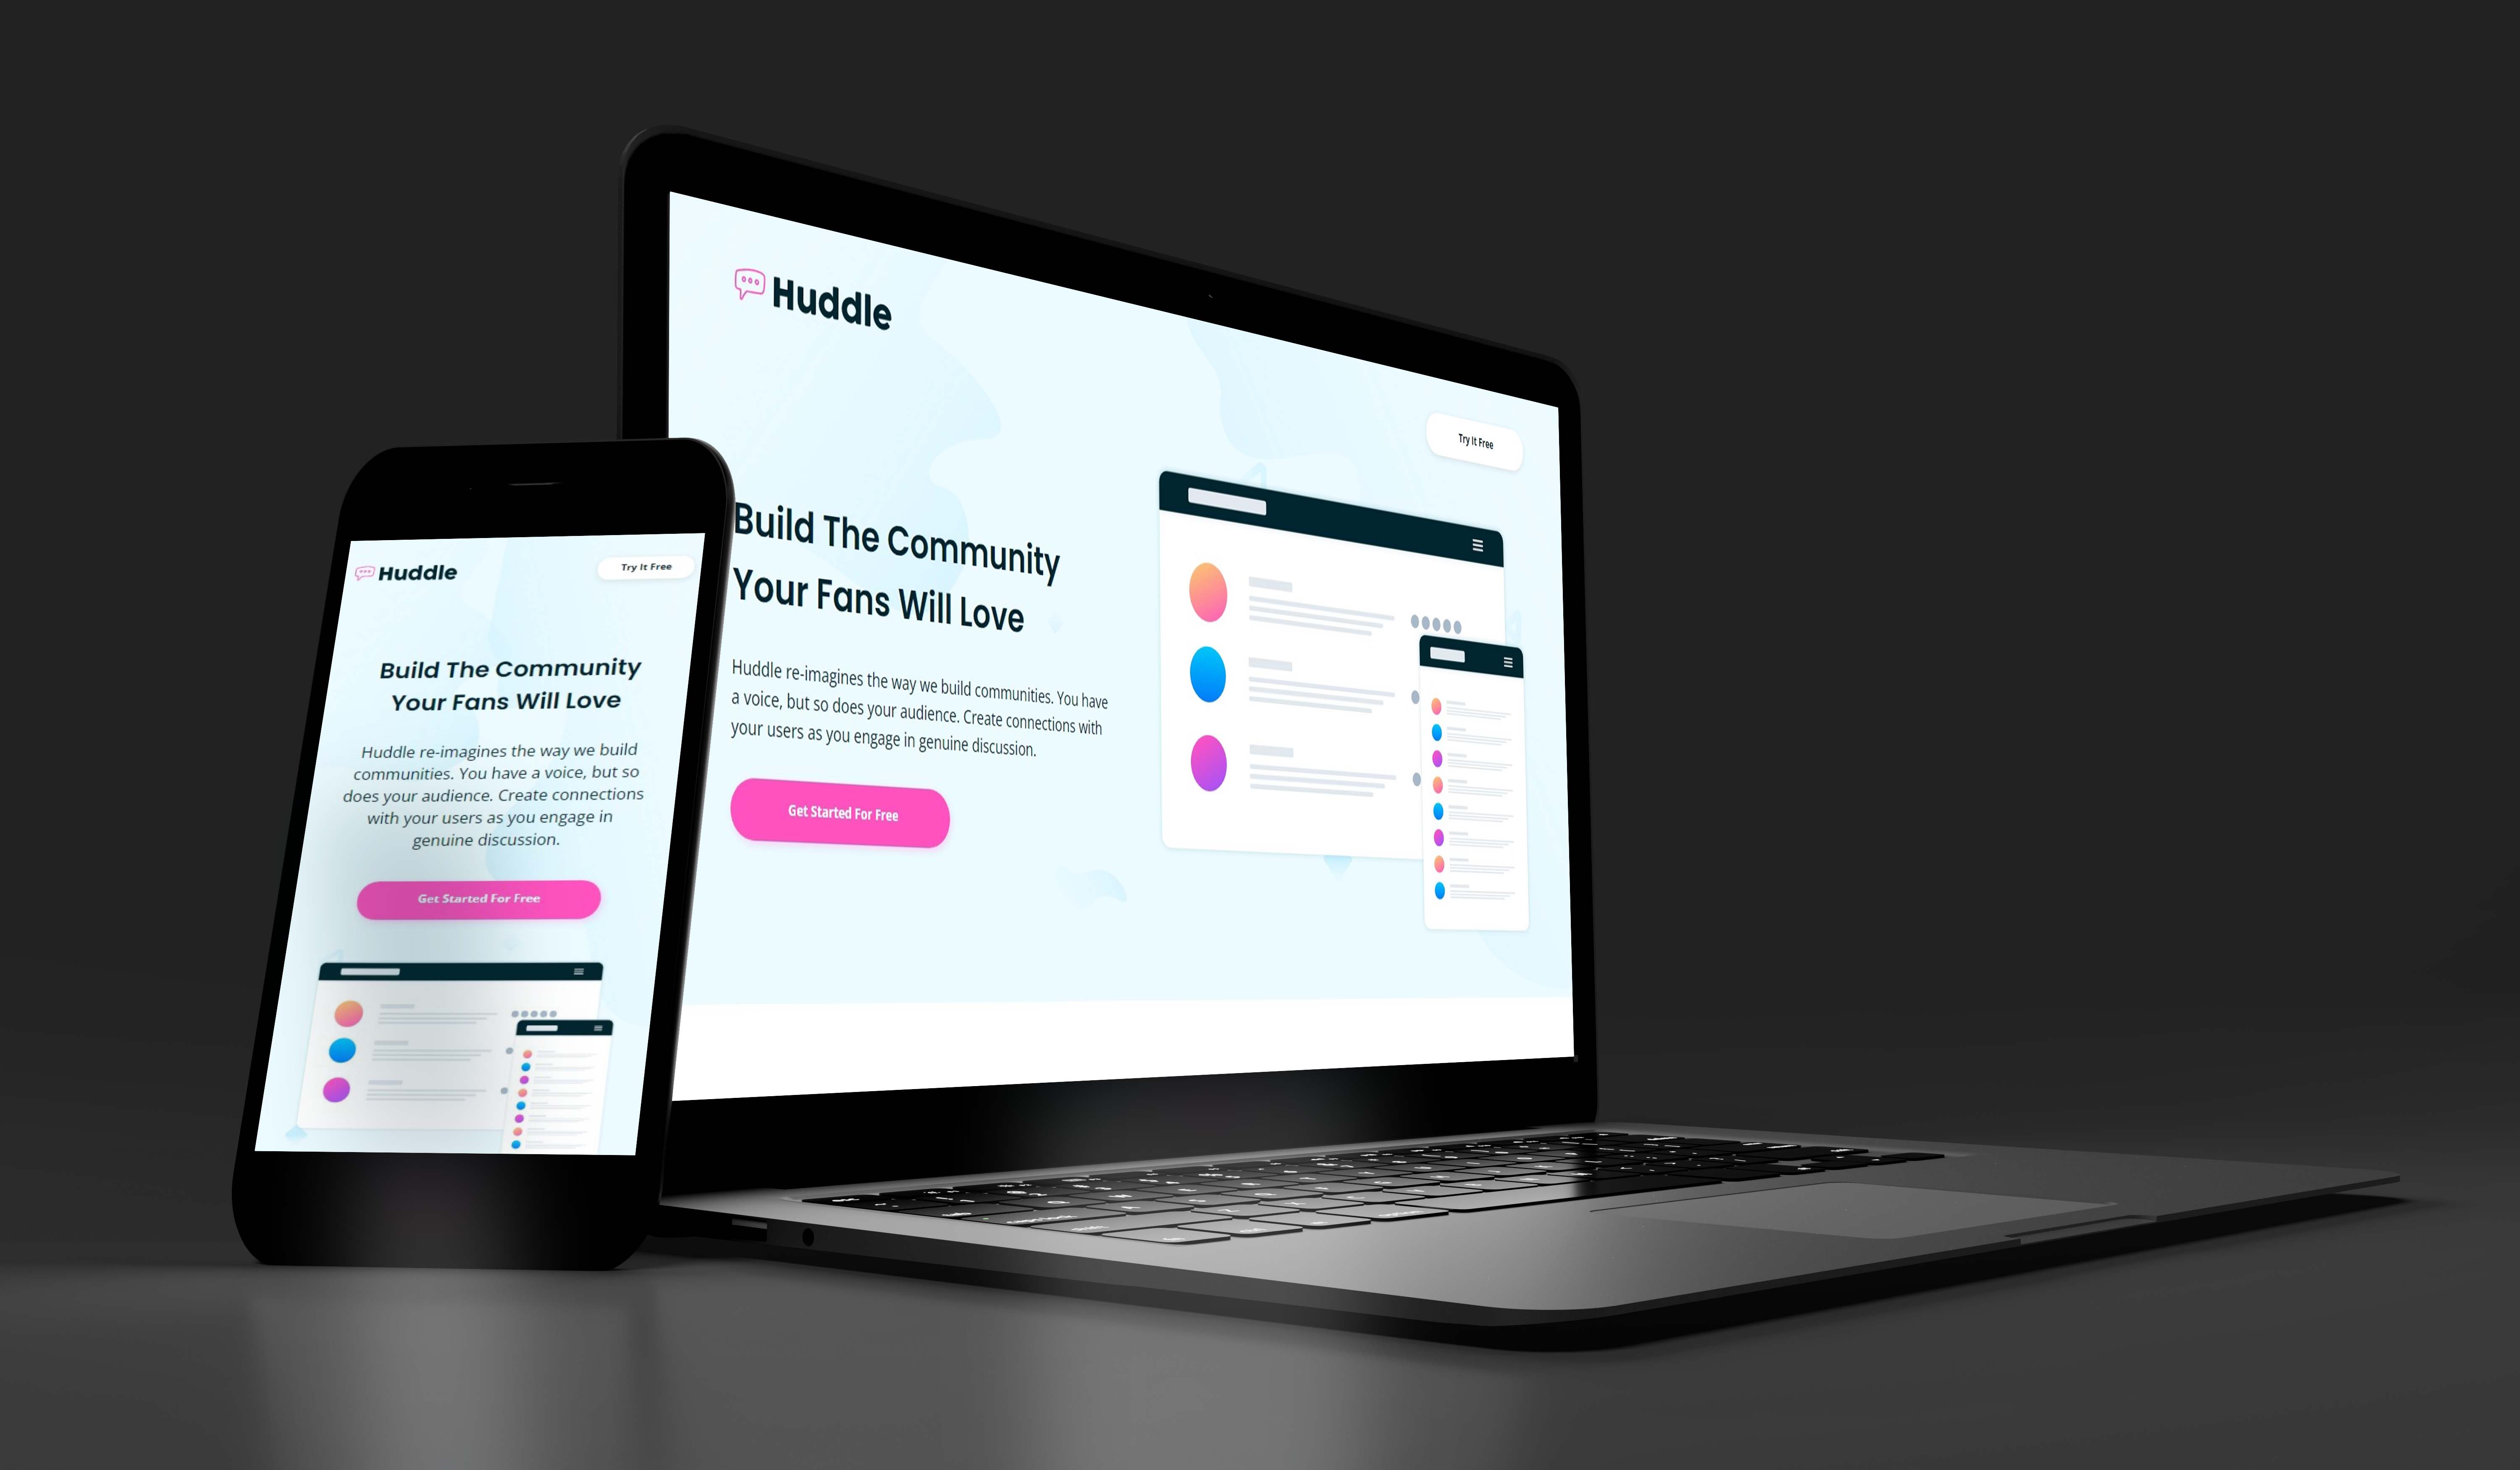 Huddle
Try It Free
Build The Community
Your Fans Will Love
Huddle re-imagines the way we build communities. You have
a voice, but so does your audience. Create connections with
your users as you engage in genuine discussion.
Get Started For Free
Huddle
Try It Free
Build The Community
Your Fans Will Love
Huddle re-imagines the way we build
communities. You have a voice, but so
does your audience. Create connections
with your users as you engage in
genuine discussion.
Get Started For Free